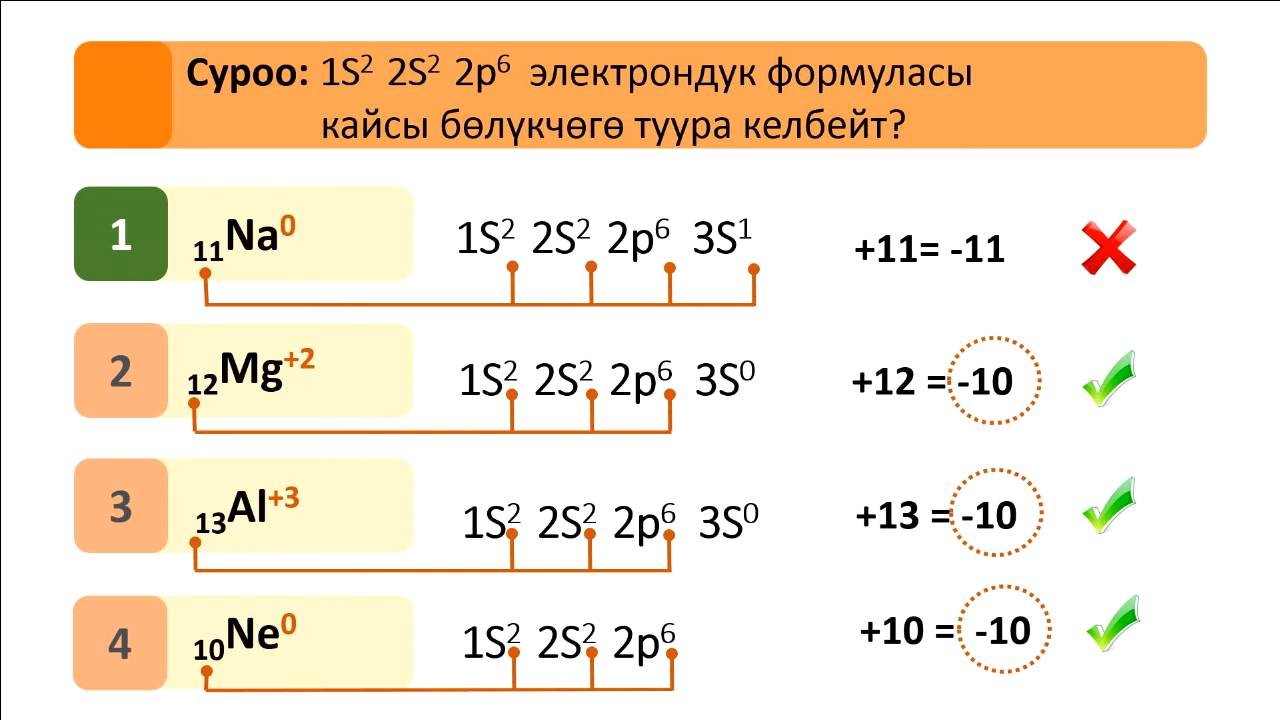 Суроо: 1S² 2S² 2p⁶ электрондук формуласы
кайсы бөлүкчөгө туура келбейт?
1 ₁₁Na⁰ 1S² 2S² 2p⁶ 3S¹ +11= -11
2 ₁₂Mg⁺² 1S² 2S² 2p⁶ 3S⁰ +12 = -10
3 ₁₃Al⁺³ 1S² 2S² 2p⁶ 3S⁰ +13 = -10
4 ₁₀Ne⁰ 1S² 2S² 2p⁶ +10 = -10